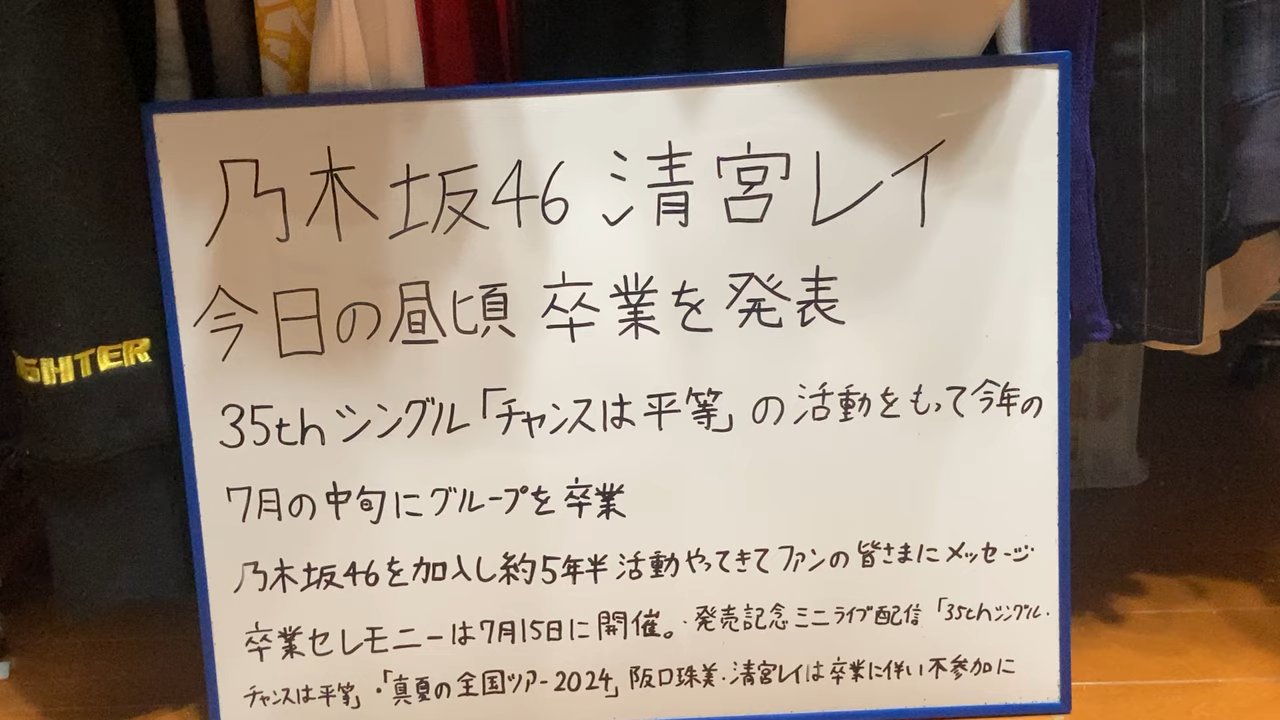 乃木坂46 清宮レイ
今日の昼頃 卒業を発表
35thシングル「チャンスは平等」の活動をもって今年の
7月の中旬にグループを卒業
乃木坂46を加入し約5年半活動やってきてファンの皆さまにメッセージ
卒業セレモニーは7月15日に開催。・発売記念ミニライブ配信「35thシングル・
チャンスは平等」・「真夏の全国ツアー2024」阪口珠美・清宮レイは卒業に伴い不参加に
GHTER